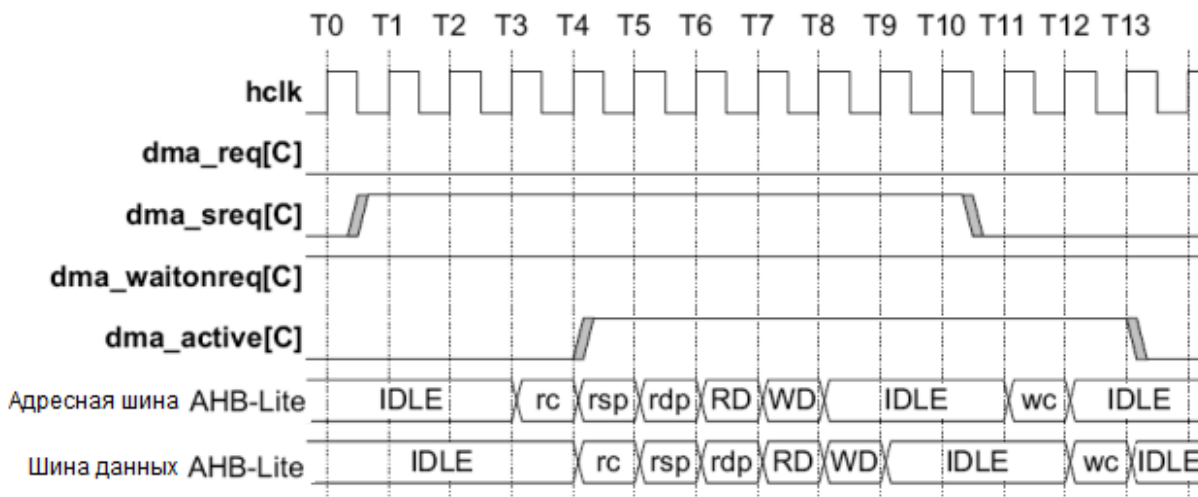 T0 T1 T2 T3 T4 T5 T6 T7 T8 T9 T10 T11 T12 T13
hclk
dma_req[C]
dma_sreq[C]
dma_waitonreq[C]
dma_active[C]
Адресная шина AHB-Lite IDLE rc rsp rdp RD WD IDLE wc IDLE
Шина данных AHB-Lite IDLE rc rsp rdp RD WD IDLE wc IDLE